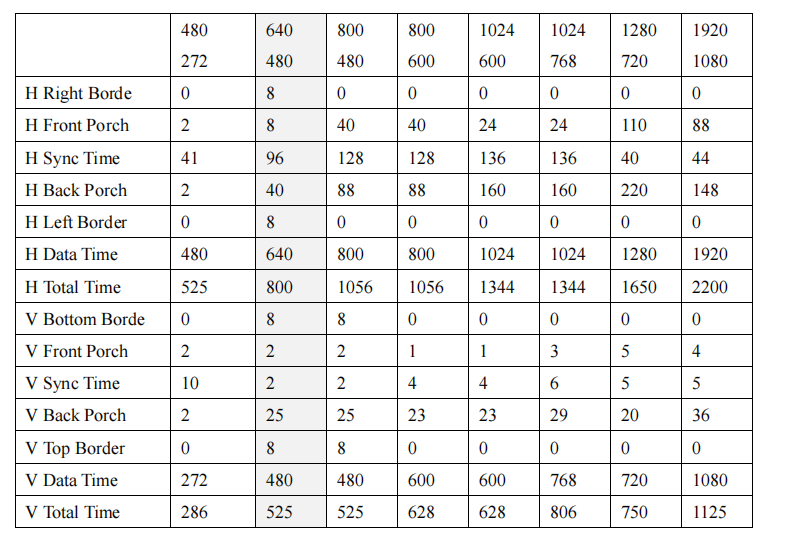 480 640 800 800 1024 1024 1280 1920
272 480 480 600 600 768 720 1080
H Right Borde 0 8 0 0 0 0 0 0
H Front Porch 2 8 40 40 24 24 110 88
H Sync Time 41 96 128 128 136 136 40 44
H Back Porch 2 40 88 88 160 160 220 148
H Left Border 0 8 0 0 0 0 0 0
H Data Time 480 640 800 800 1024 1024 1280 1920
H Total Time 525 800 1056 1056 1344 1344 1650 2200
V Bottom Borde 0 8 8 0 0 0 0 0
V Front Porch 2 2 2 1 1 3 5 4
V Sync Time 10 2 2 4 4 6 5 5
V Back Porch 2 25 25 23 23 29 20 36
V Top Border 0 8 8 0 0 0 0 0
V Data Time 272 480 480 600 600 768 720 1080
V Total Time 286 525 525 628 628 806 750 1125